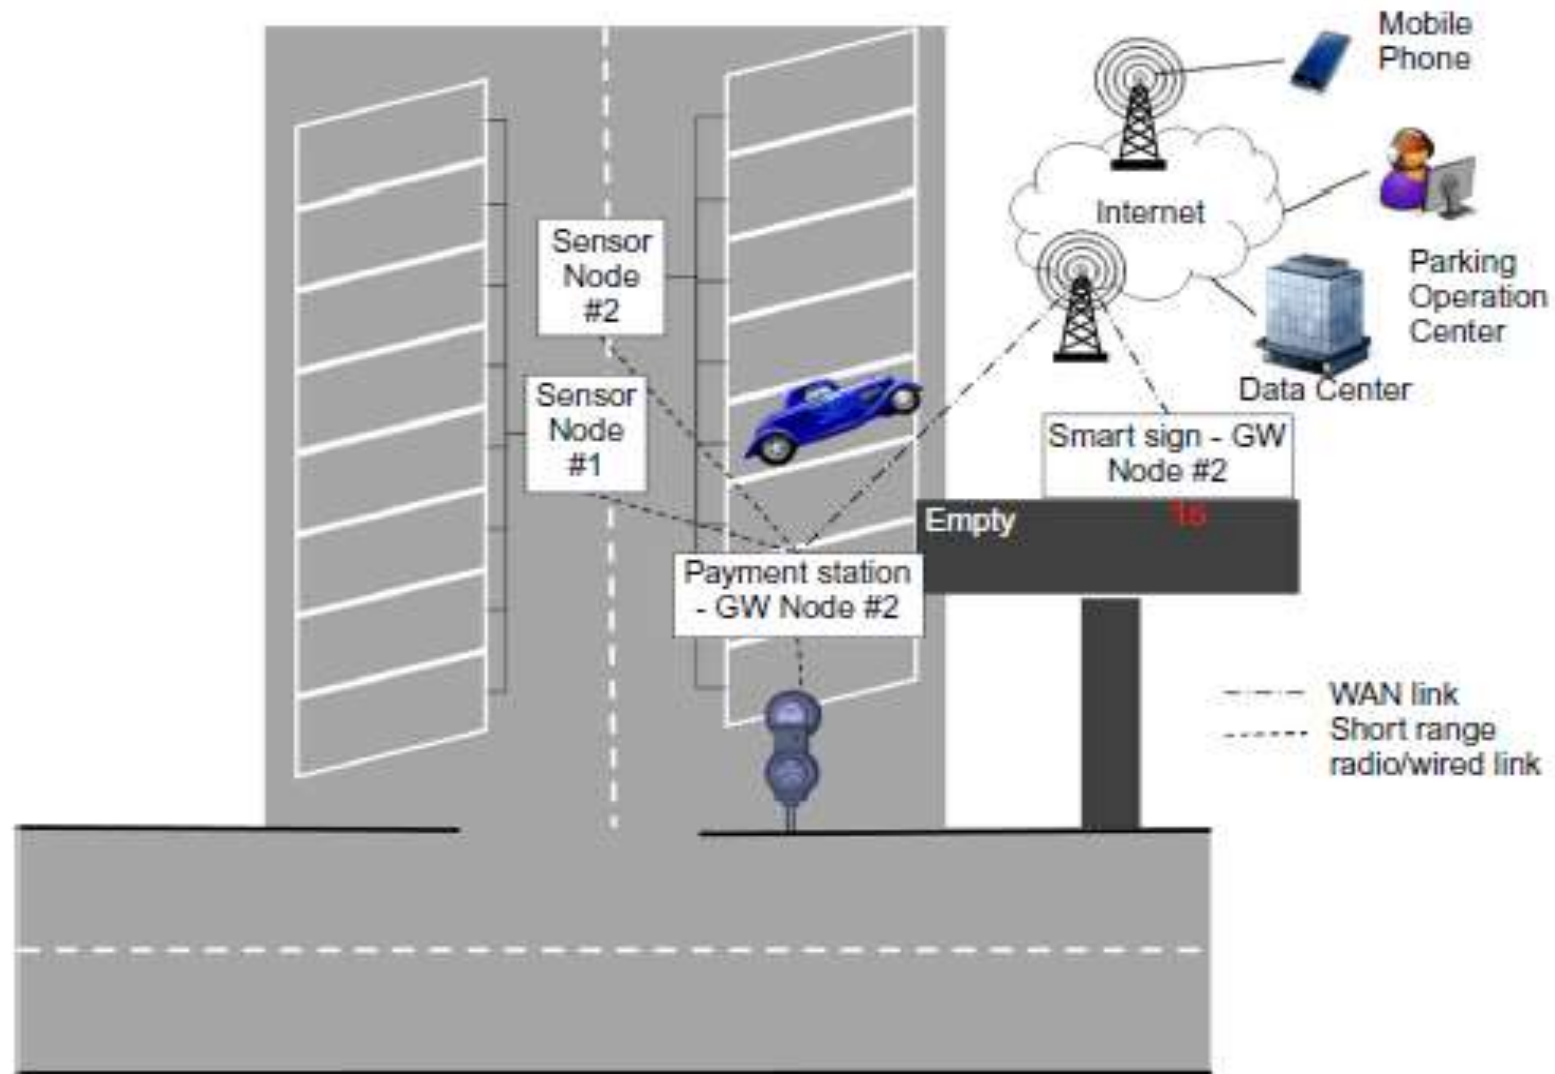 Mobile
Phone
Internet
Sensor
Node
#2
Parking
Operation
Center
Data Center
Sensor
Node
#1
Smart sign - GW
Node #2
Empty
16
Payment station
- GW Node #2
WAN link
Short range
radio/wired link